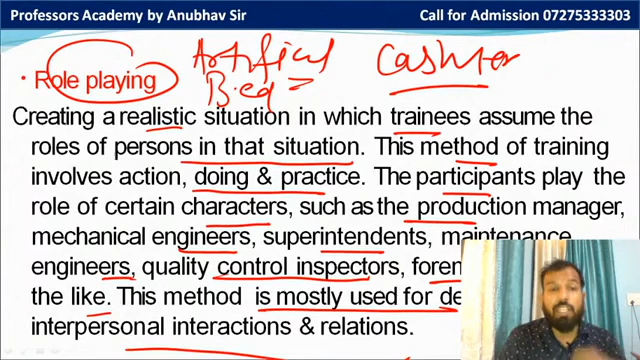 Professors Academy by Anubhav Sir Call for Admission 07275333303
Artifical Cashier
• Role playing
B.eq
Creating a realistic situation in which trainees assume the
roles of persons in that situation. This method of training
involves action, doing & practice. The participants play the
role of certain characters, such as the production manager,
mechanical engineers, superintendents, maintenance
engineers, quality control inspectors,
the like. This method is mostly used for
interpersonal interactions & relations.